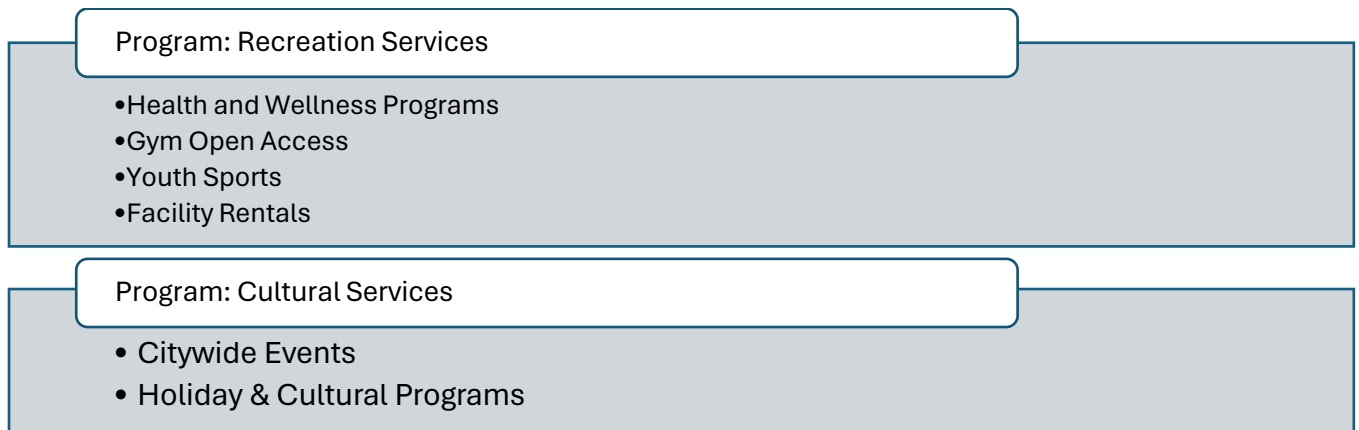 Program: Recreation Services
•Health and Wellness Programs
•Gym Open Access
•Youth Sports
•Facility Rentals
Program: Cultural Services
• Citywide Events
• Holiday & Cultural Programs